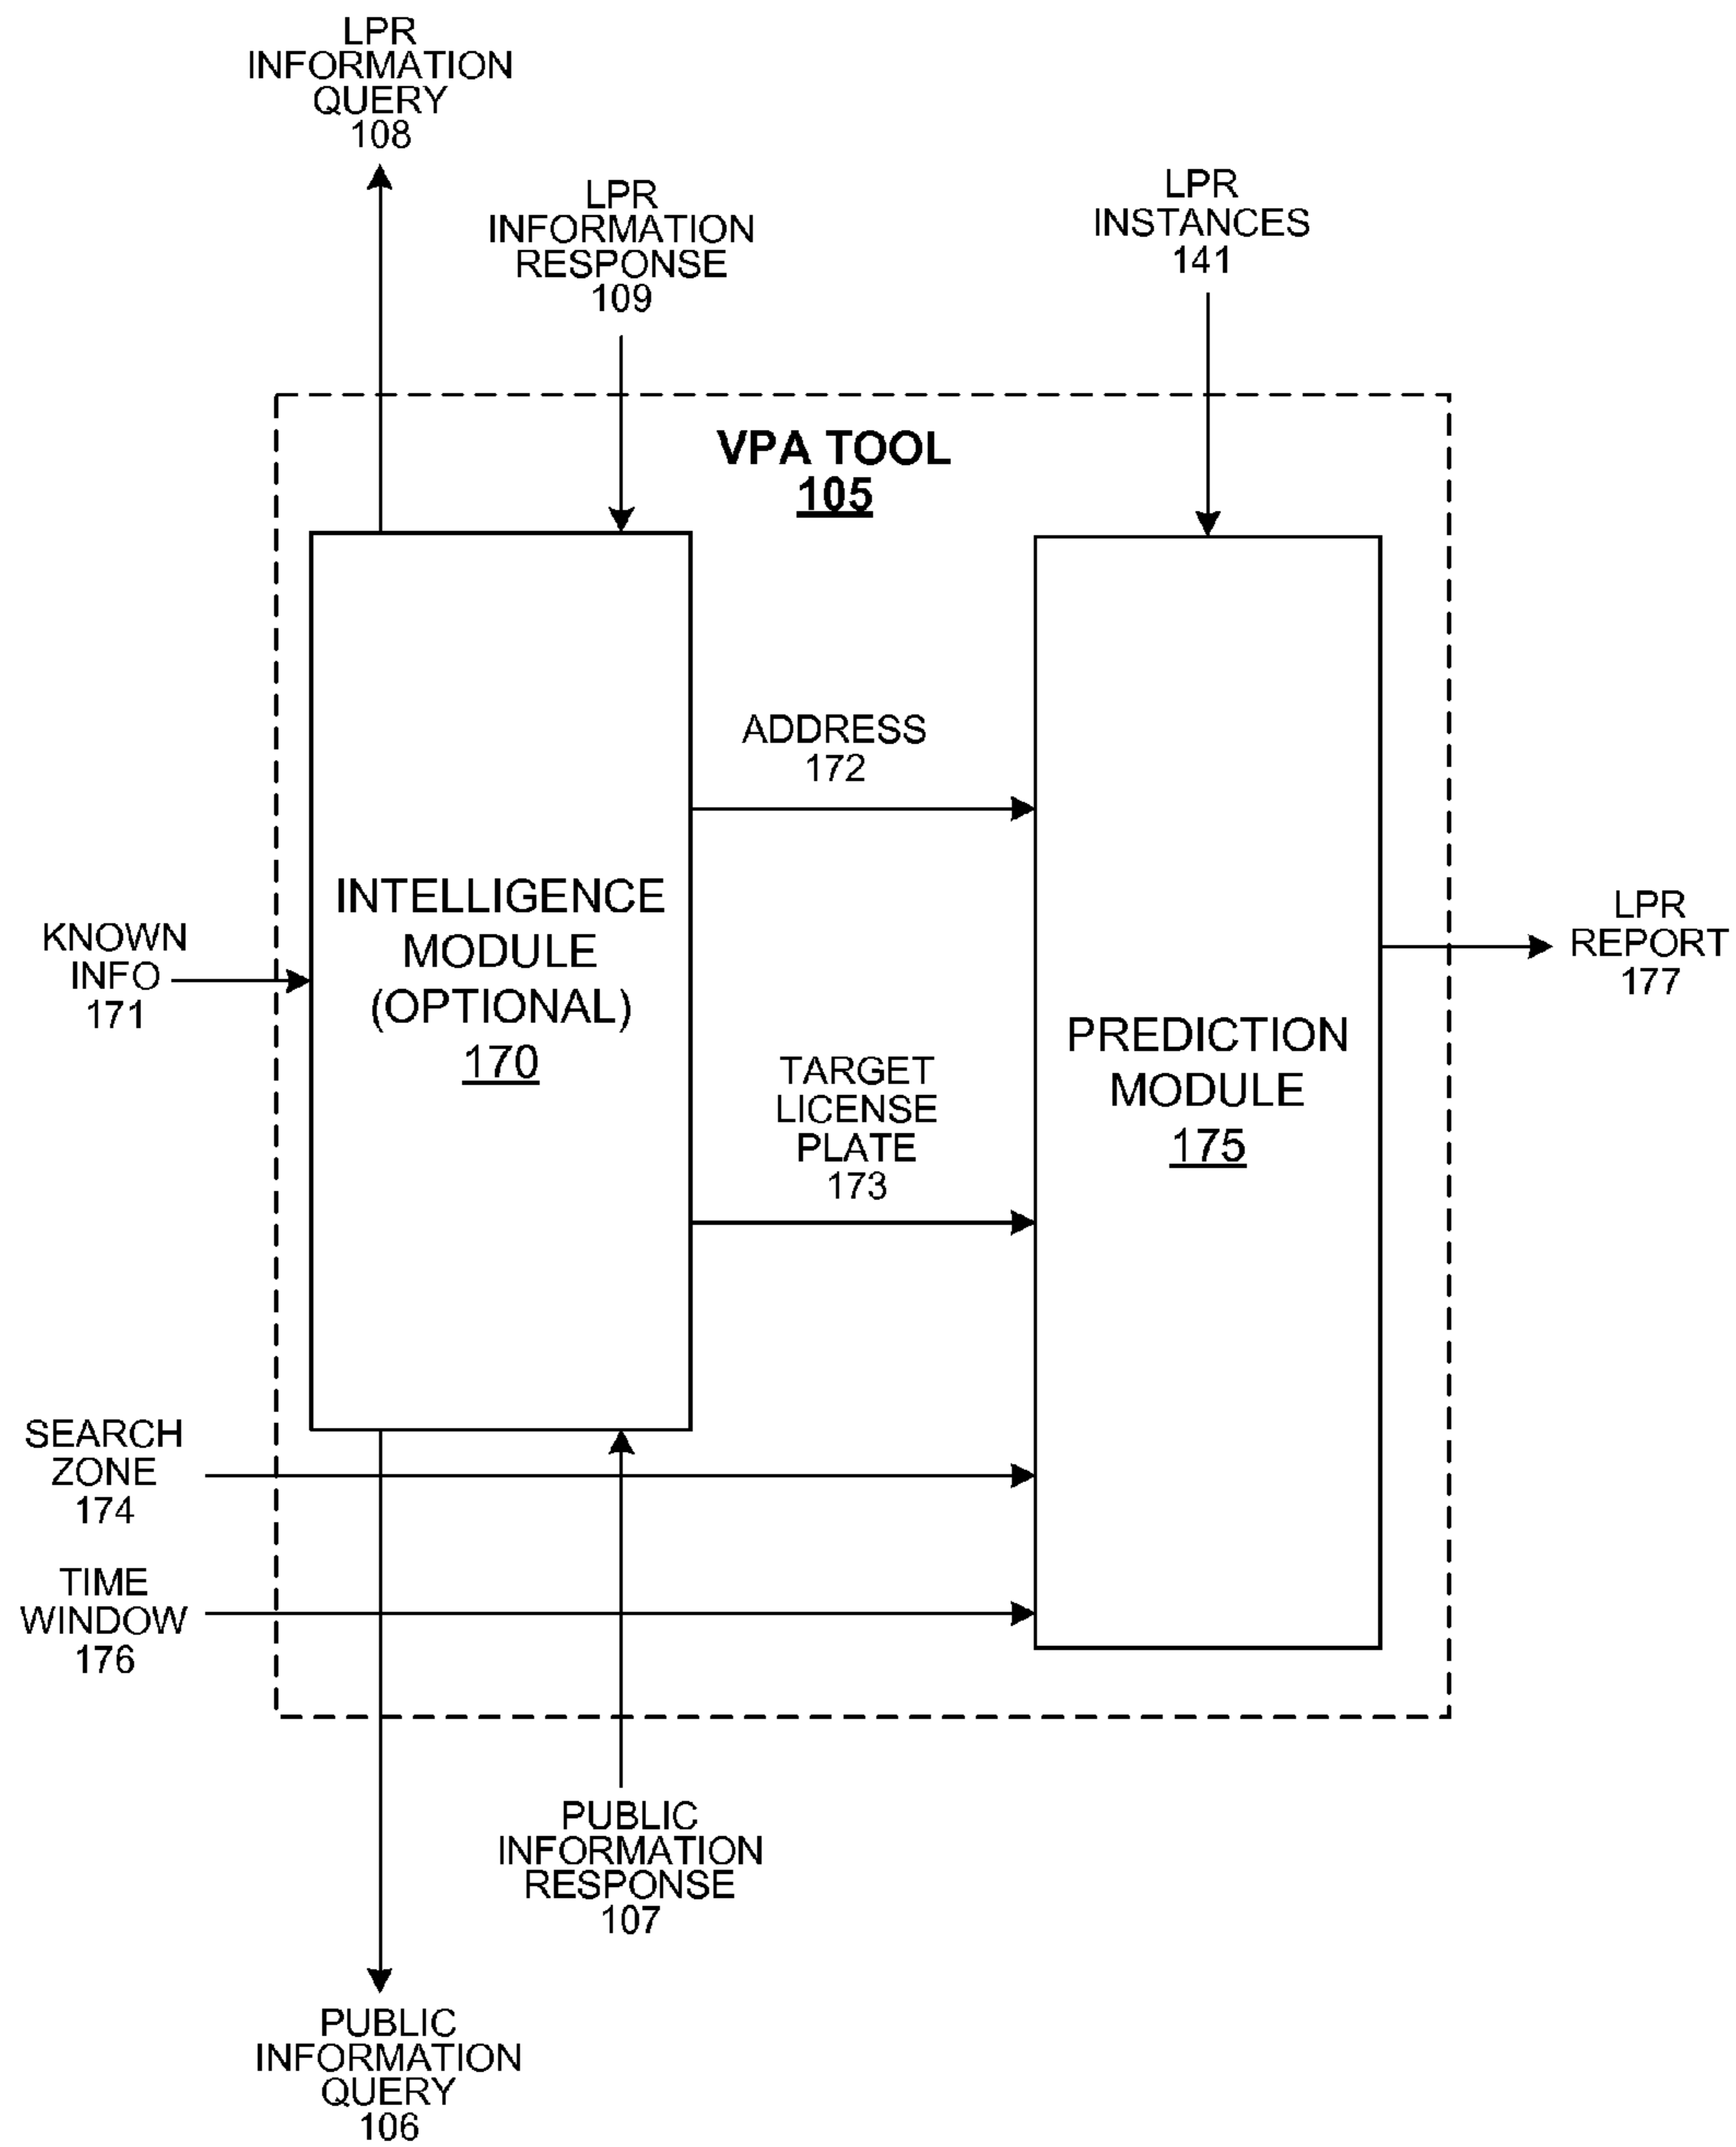 LPR
INFORMATION
QUERY
108
LPR
INFORMATION
RESPONSE
109
LPR
INSTANCES
141
VPA TOOL
105
ADDRESS
172
INTELLIGENCE
MODULE
(OPTIONAL)
170
KNOWN
INFO
171
LPR
REPORT
177
PREDICTION
MODULE
175
TARGET
LICENSE
PLATE
173
SEARCH
ZONE
174
TIME
WINDOW
176
PUBLIC
INFORMATION
RESPONSE
107
PUBLIC
INFORMATION
QUERY
106